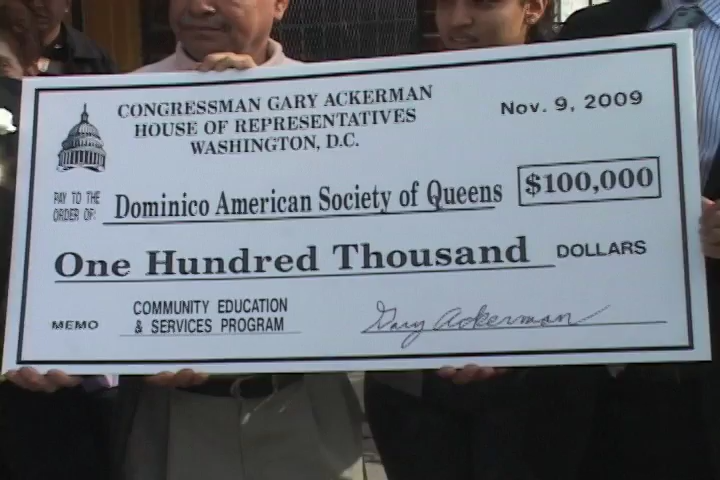 CONGRESSMAN GARY ACKERMAN
HOUSE OF REPRESENTATIVES
WASHINGTON, D.C.
Nov. 9, 2009
PAY TO THE
ORDER OF:
Dominico American Society of Queens
$100,000
One Hundred Thousand DOLLARS
MEMO
COMMUNITY EDUCATION
& SERVICES PROGRAM
Gary Ackerman